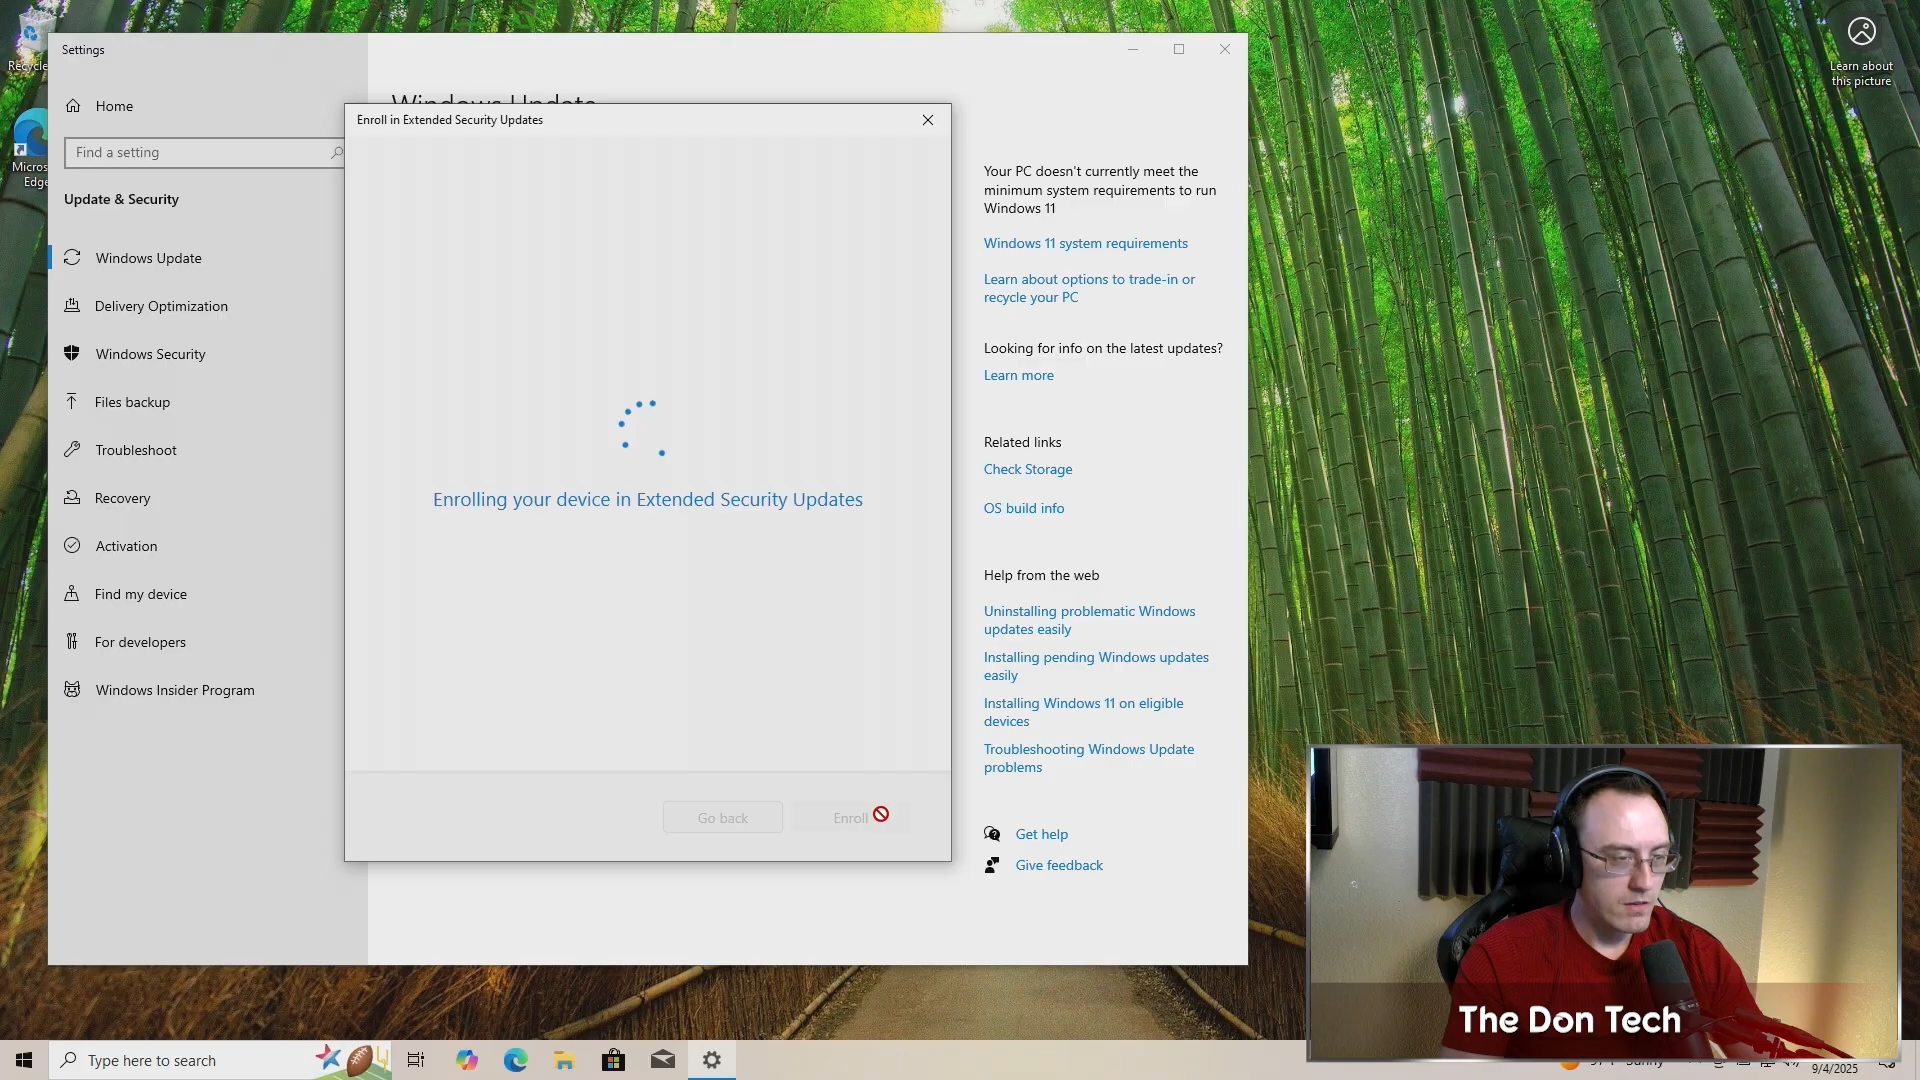 Recycle
Microso
Edge
Learn about
this picture
Settings
Home
Find a setting
Update & Security
Windows Update
Delivery Optimization
Windows Security
Files backup
Troubleshoot
Recovery
Activation
Find my device
For developers
Windows Insider Program
Windows Update
Enroll in Extended Security Updates
Enrolling your device in Extended Security Updates
Go back
Enroll
Your PC doesn't currently meet the
minimum system requirements to run
Windows 11
Windows 11 system requirements
Learn about options to trade-in or
recycle your PC
Looking for info on the latest updates?
Learn more
Related links
Check Storage
OS build info
Help from the web
Uninstalling problematic Windows
updates easily
Installing pending Windows updates
easily
Installing Windows 11 on eligible
devices
Troubleshooting Windows Update
problems
Get help
Give feedback
The Don Tech
Type here to search
Sunny
9/4/2025